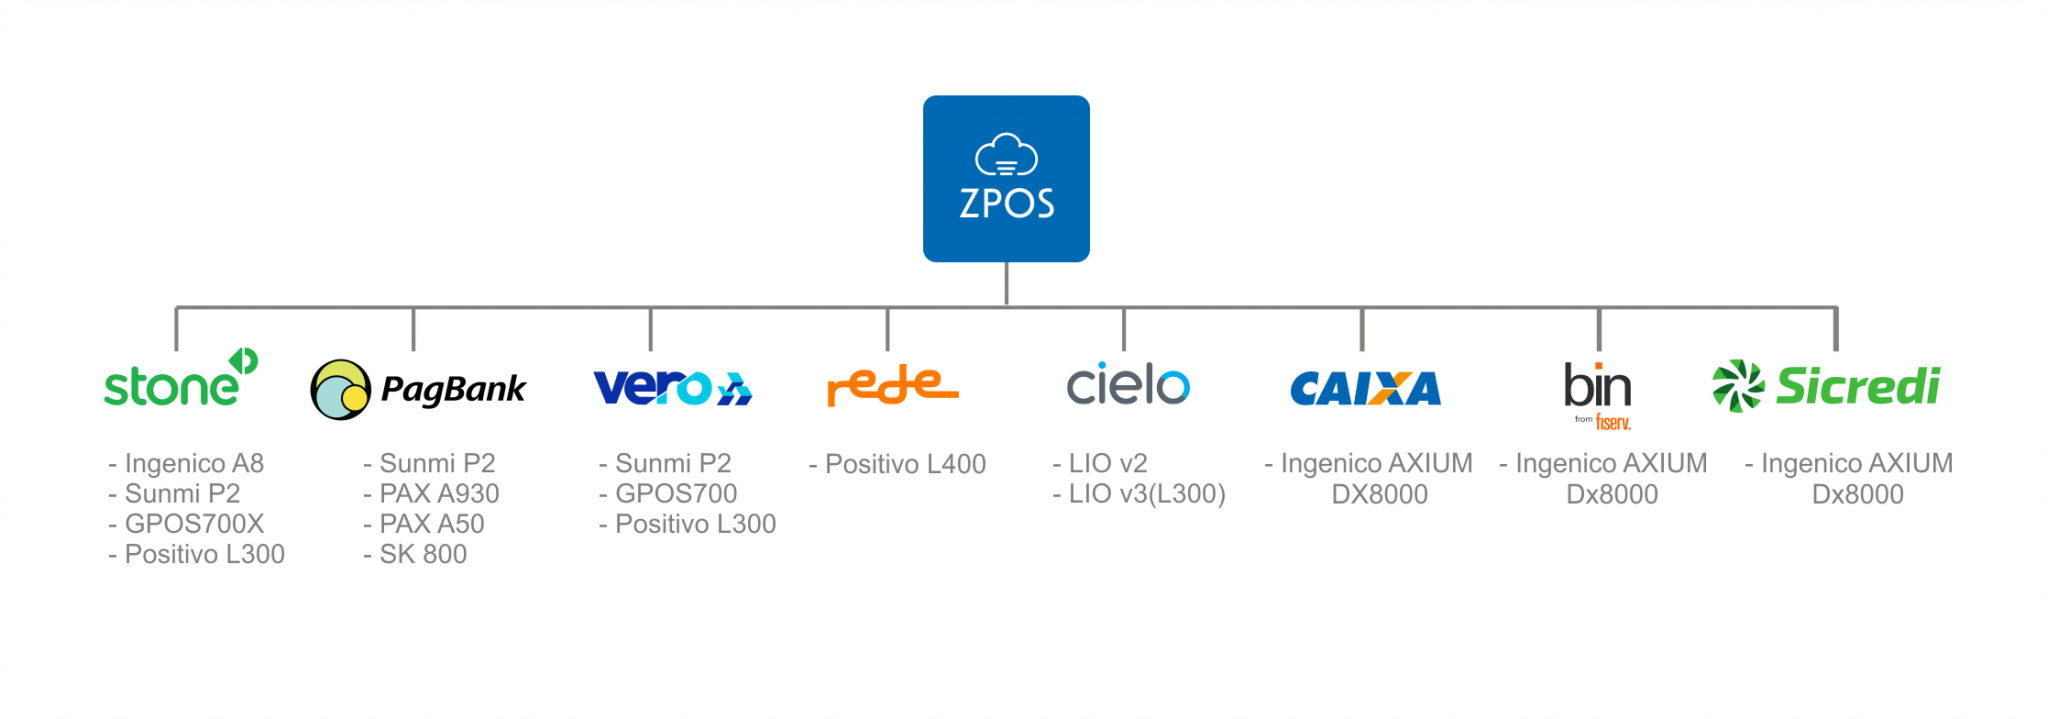 ZPOS
stone
PagBank
vero
rede
cielo
CAIXA
bin
from fiserv.
Sicredi
- Ingenico A8
- Sunmi P2
- GPOS700X
- Positivo L300
- Sunmi P2
- PAX A930
- PAX A50
- SK 800
- Sunmi P2
- GPOS700
- Positivo L300
- Positivo L400
- LIO v2
- LIO v3(L300)
- Ingenico AXIUM
DX8000
- Ingenico AXIUM
Dx8000
- Ingenico AXIUM
Dx8000